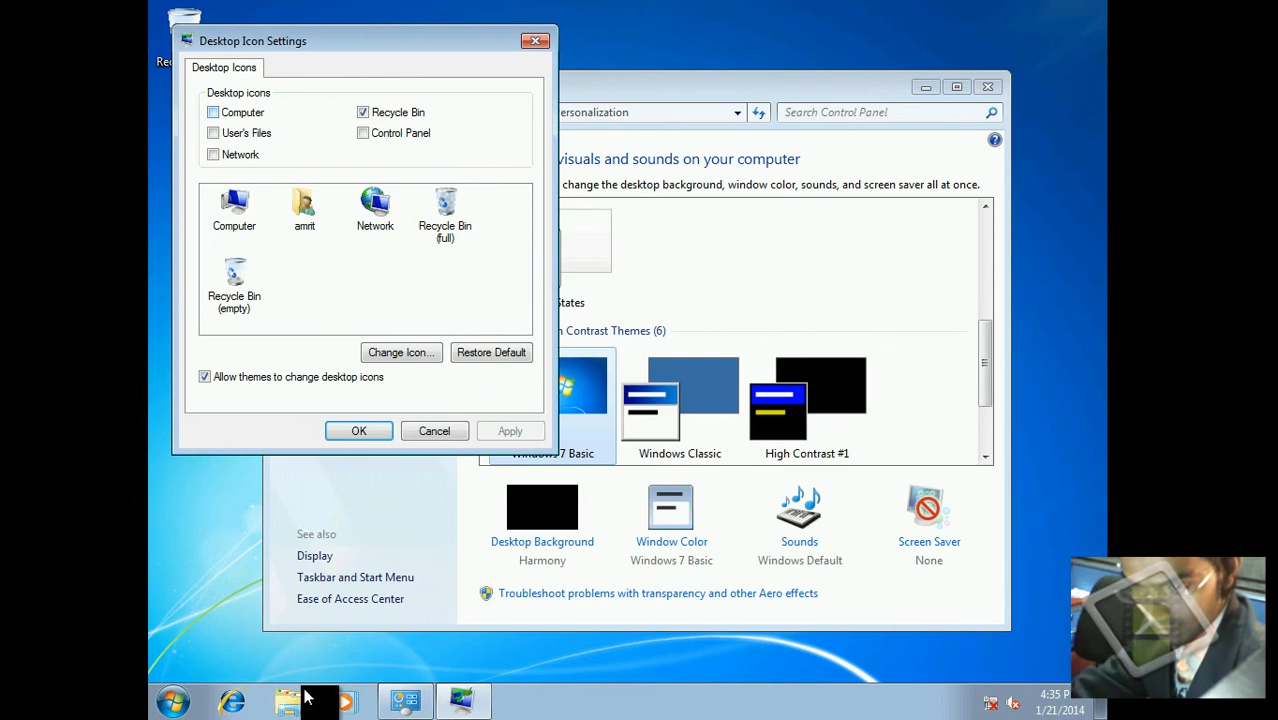 Desktop Icon Settings
Desktop Icons
Desktop icons
Computer
Recycle Bin
User's Files
Control Panel
Network
Computer
amrit
Network
Recycle Bin
(full)
Recycle Bin
(empty)
Change Icon...
Restore Default
Allow themes to change desktop icons
OK
Cancel
Apply
ersonalization
Search Control Panel
visuals and sounds on your computer
change the desktop background, window color, sounds, and screen saver all at once.
States
Contrast Themes (6)
Windows 7 Basic
Windows Classic
High Contrast #1
See also
Display
Taskbar and Start Menu
Ease of Access Center
Desktop Background
Harmony
Window Color
Windows 7 Basic
Sounds
Windows Default
Screen Saver
None
Troubleshoot problems with transparency and other Aero effects
4:35 P
1/21/2014